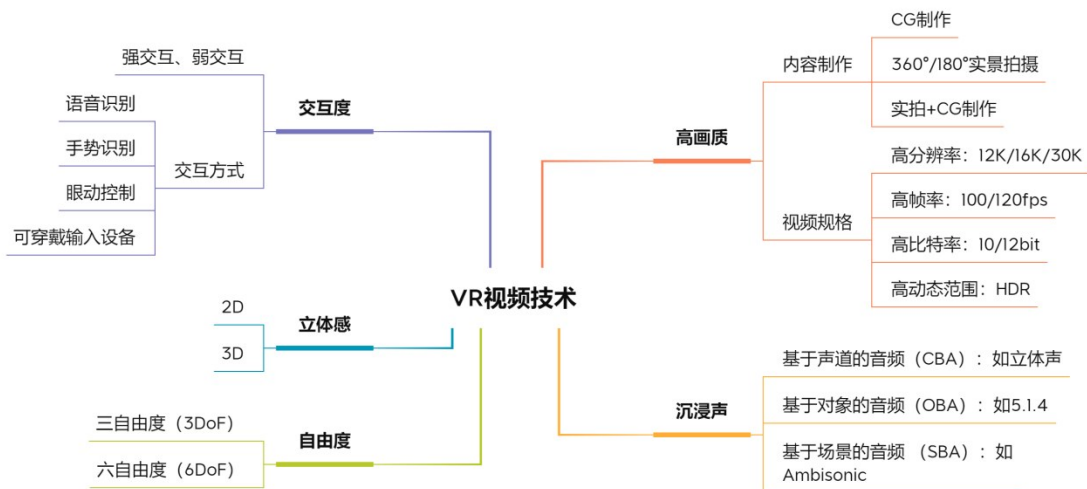 VR视频技术
交互度
强交互、弱交互
交互方式
语音识别
手势识别
眼动控制
可穿戴输入设备
立体感
2D
3D
自由度
三自由度（3DoF）
六自由度（6DoF）
高画质
内容制作
CG制作
360°/180°实景拍摄
实拍+CG制作
视频规格
高分辨率：12K/16K/30K
高帧率：100/120fps
高比特率：10/12bit
高动态范围：HDR
沉浸声
基于声道的音频（CBA）：如立体声
基于对象的音频（OBA）：如5.1.4
基于场景的音频 （SBA）：如
Ambisonic